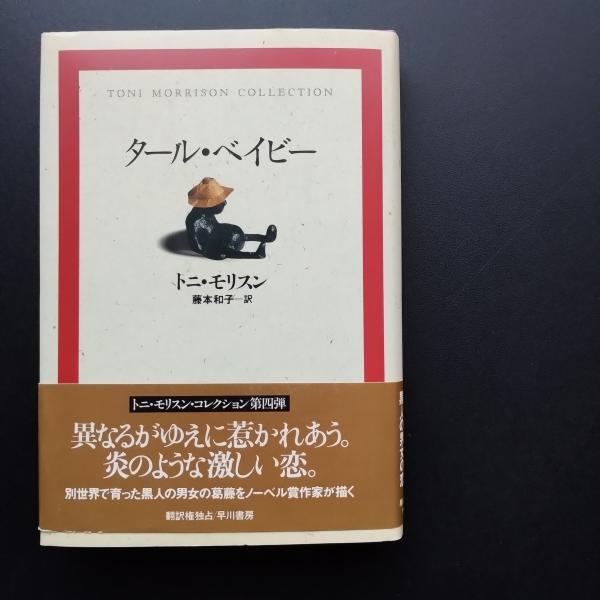 TONI MORRISON COLLECTION
タール・ベイビー
トニ・モリスン
藤本和子─訳
トニ・モリスン・コレクション第四弾
異なるがゆえに惹かれあう。
炎のような激しい恋。
別世界で育った黒人の男女の葛藤をノーベル賞作家が描く
翻訳権独占/早川書房